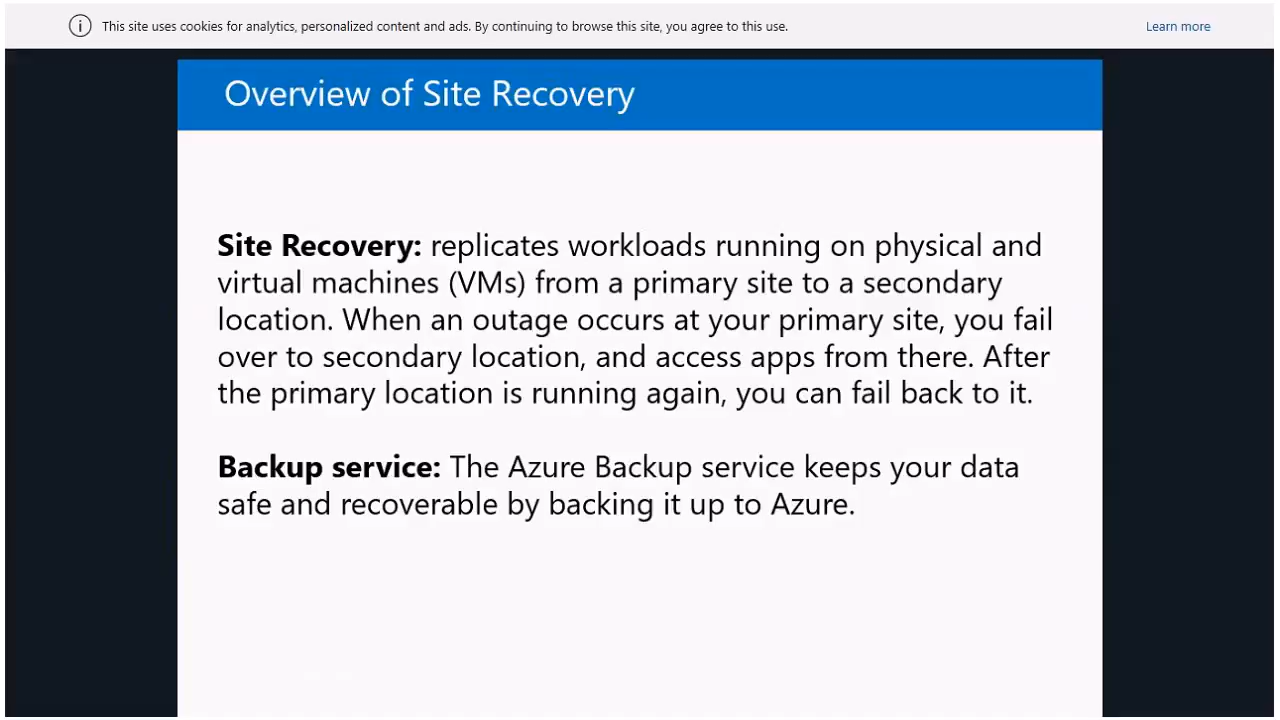 This site uses cookies for analytics, personalized content and ads. By continuing to browse this site, you agree to this use.
Learn more
Overview of Site Recovery
Site Recovery: replicates workloads running on physical and
virtual machines (VMs) from a primary site to a secondary
location. When an outage occurs at your primary site, you fail
over to secondary location, and access apps from there. After
the primary location is running again, you can fail back to it.
Backup service: The Azure Backup service keeps your data
safe and recoverable by backing it up to Azure.